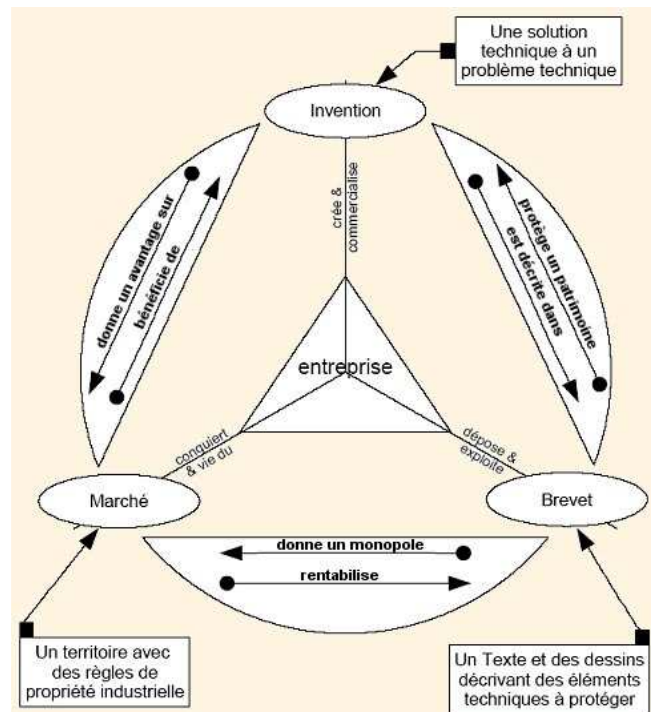 Une solution
technique à un
problème technique
Invention
crée &
commercialise
donne un avantage sur
bénéficie de
protège un patrimoine
est décrite dans
entreprise
conquiert
& vie du
dépose &
exploite
Marché
Brevet
donne un monopole
rentabilise
Un territoire avec
des règles de
propriété industrielle
Un Texte et des dessins
décrivant des éléments
techniques à protéger